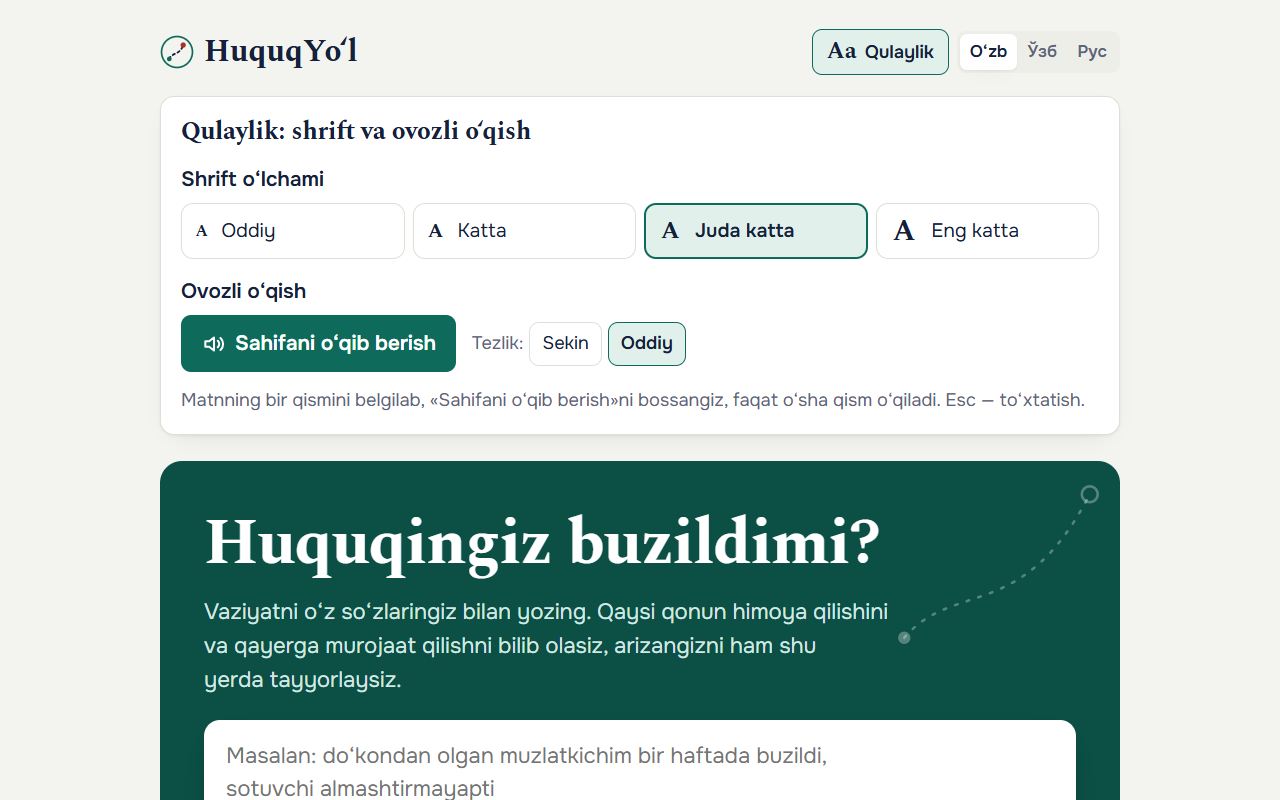 HuquqYoʻl
Aa Qulaylik
Oʻzb
Ўзб
Рус
Qulaylik: shrift va ovozli oʻqish
Shrift oʻlchami
A Oddiy
A Katta
A Juda katta
A Eng katta
Ovozli oʻqish
Sahifani oʻqib berish
Tezlik:
Sekin
Oddiy
Matnning bir qismini belgilab, «Sahifani oʻqib berish»ni bossangiz, faqat oʻsha qism oʻqiladi. Esc — toʻxtatish.
Huquqingiz buzildimi?
Vaziyatni oʻz soʻzlaringiz bilan yozing. Qaysi qonun himoya qilishini
va qayerga murojaat qilishni bilib olasiz, arizangizni ham shu
yerda tayyorlaysiz.
Masalan: doʻkondan olgan muzlatkichim bir haftada buzildi,
sotuvchi almashtirmayapti